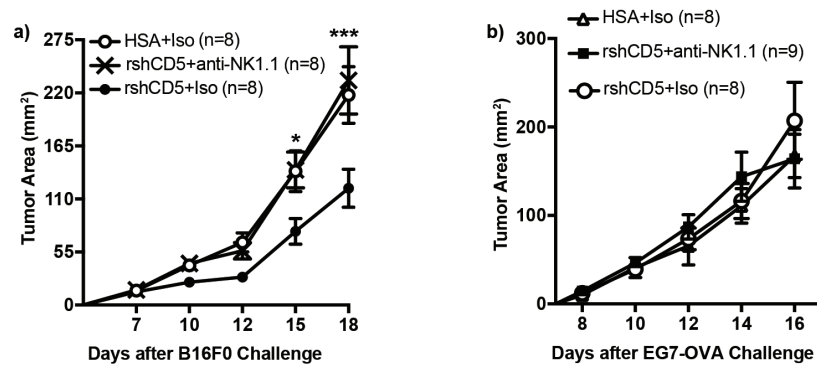 a)
HSA+Iso (n=8)
rshCD5+anti-NK1.1 (n=8)
rshCD5+Iso (n=8)
***
*
275
220
165
110
55
0
Tumor Area (mm²)
7 10 12 15 18
Days after B16F0 Challenge
b)
HSA+Iso (n=8)
rshCD5+anti-NK1.1 (n=9)
rshCD5+Iso (n=8)
300
200
100
0
Tumor Area (mm²)
8 10 12 14 16
Days after EG7-OVA Challenge